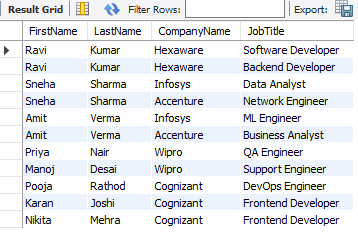 Result Grid Filter Rows: Export:
FirstName LastName CompanyName JobTitle
Ravi Kumar Hexaware Software Developer
Ravi Kumar Hexaware Backend Developer
Sneha Sharma Infosys Data Analyst
Sneha Sharma Accenture Network Engineer
Amit Verma Infosys ML Engineer
Amit Verma Accenture Business Analyst
Priya Nair Wipro QA Engineer
Manoj Desai Wipro Support Engineer
Pooja Rathod Cognizant DevOps Engineer
Karan Joshi Cognizant Frontend Developer
Nikita Mehra Cognizant Frontend Developer